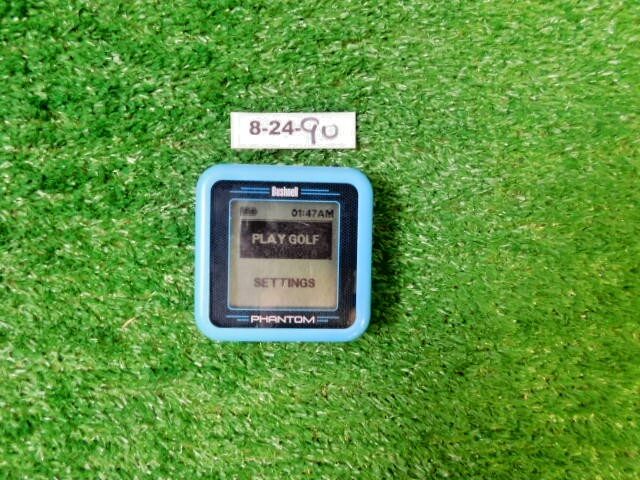 8-24-90
Bushnell
01:47AM
PLAY GOLF
SETTINGS
PHANTOM